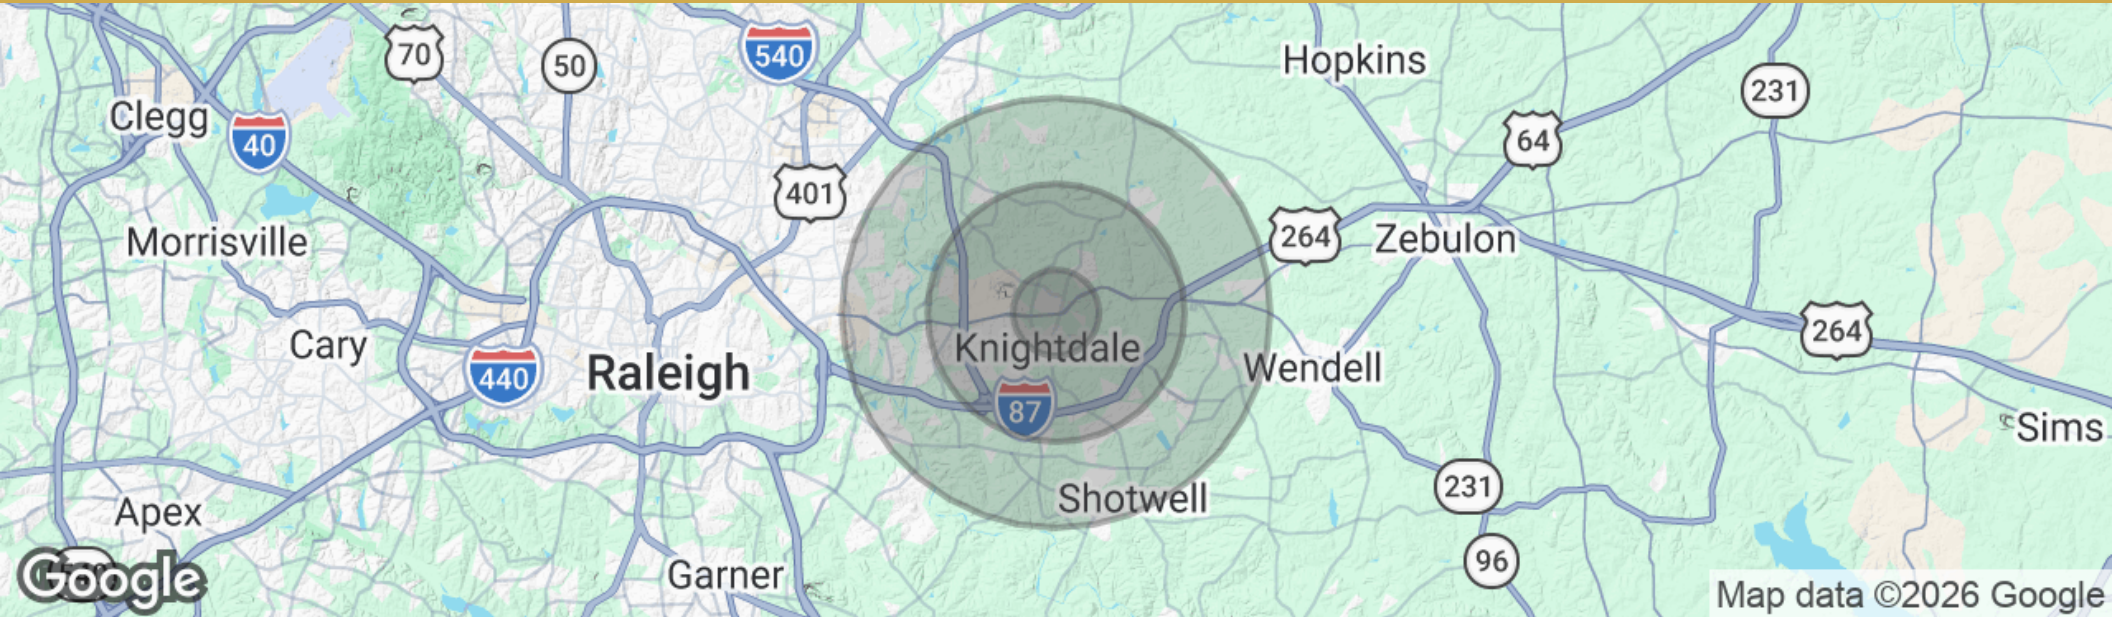 70
50
540
Hopkins
231
Clegg
40
64
401
Morrisville
264
Zebulon
Cary
Knightdale
264
Raleigh
440
Wendell
87
Sims
231
Shotwell
Apex
96
Garner
Google
Map data ©2026 Google